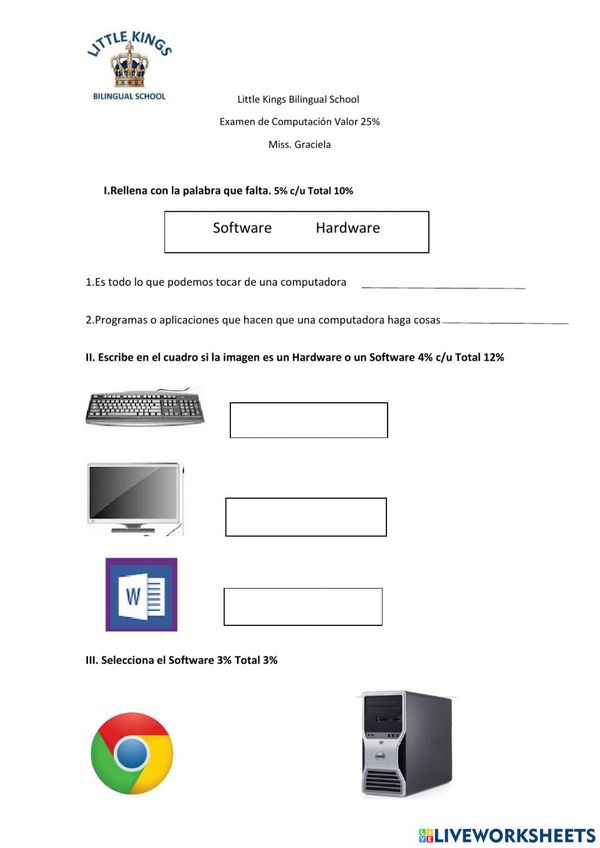 LITTLE KINGS
BILINGUAL SCHOOL
Little Kings Bilingual School
Examen de Computación Valor 25%
Miss. Graciela
I.Rellena con la palabra que falta. 5% c/u Total 10%
Software Hardware
1.Es todo lo que podemos tocar de una computadora
2.Programas o aplicaciones que hacen que una computadora haga cosas
II. Escribe en el cuadro si la imagen es un Hardware o un Software 4% c/u Total 12%
W
III. Selecciona el Software 3% Total 3%
LIVE LIVEWORKSHEETS